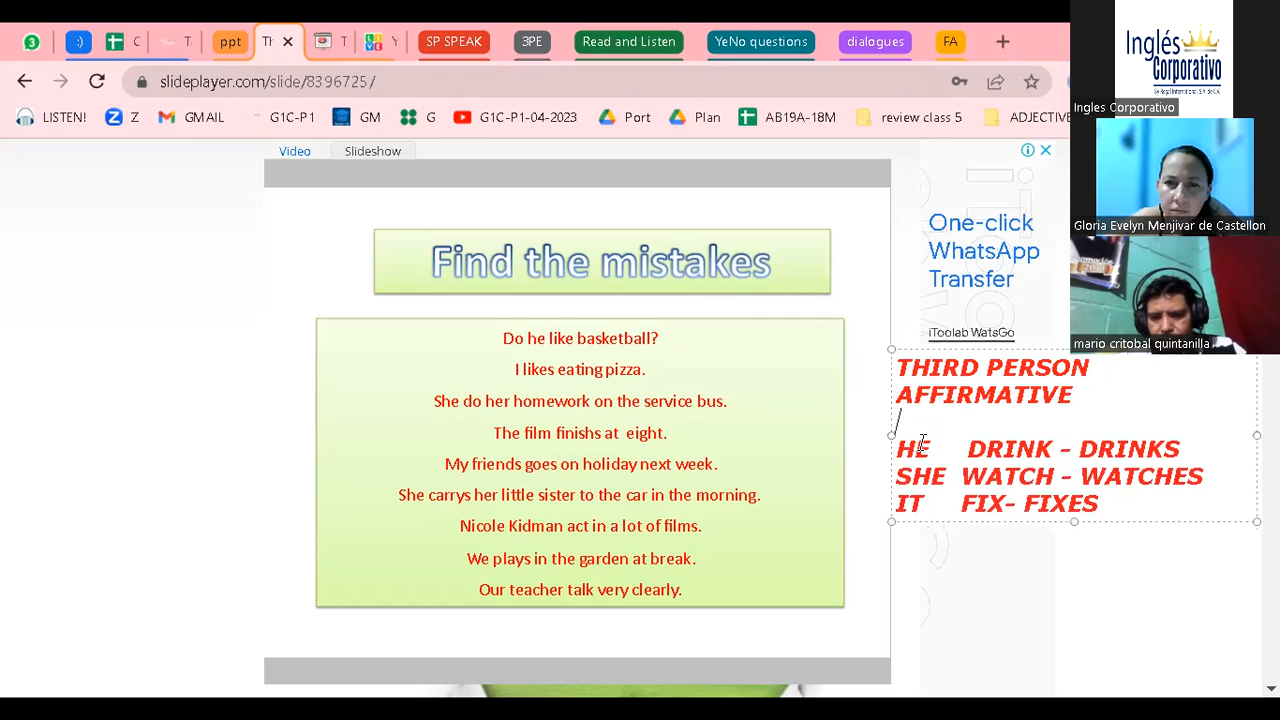 :)
C
T
ppt
Th
T
Y
SP SPEAK
3PE
Read and Listen
YeNo questions
dialogues
FA
slideplayer.com/slide/8396725/
LISTEN!
Z
GMAIL
G1C-P1
GM
G
G1C-P1-04-2023
Port
Plan
AB19A-18M
review class 5
ADJECTIVE
Video
Slideshow
Find the mistakes
Do he like basketball?
I likes eating pizza.
She do her homework on the service bus.
The film finishs at eight.
My friends goes on holiday next week.
She carrys her little sister to the car in the morning.
Nicole Kidman act in a lot of films.
We plays in the garden at break.
Our teacher talk very clearly.
One-click
WhatsApp
Transfer
iToolab WatsGo
THIRD PERSON
AFFIRMATIVE
HE DRINK - DRINKS
SHE WATCH - WATCHES
IT FIX- FIXES
Inglés
Corporativo
Ingles Corporativo
Gloria Evelyn Menjivar de Castellon
mario critobal quintanilla